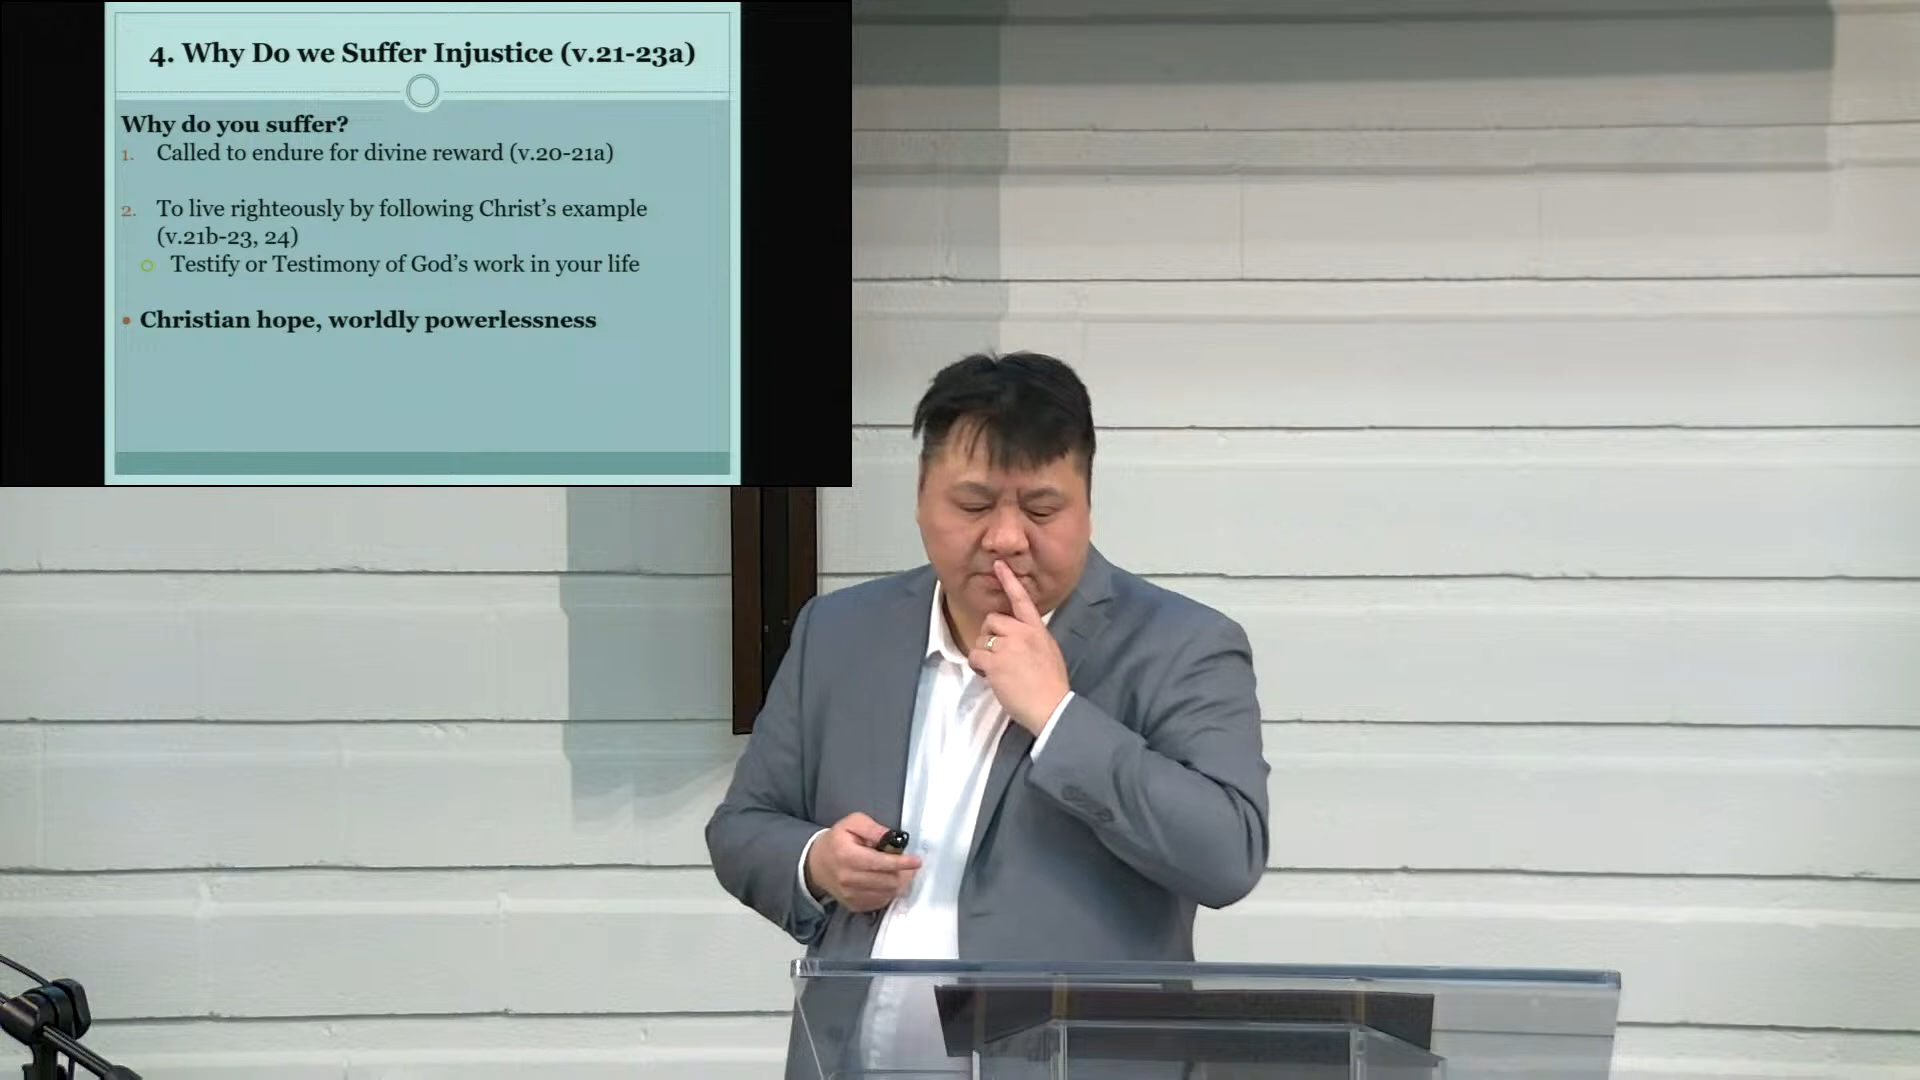 4. Why Do we Suffer Injustice (v.21-23a)
Why do you suffer?
1. Called to endure for divine reward (v.20-21a)
2. To live righteously by following Christ's example
(v.21b-23, 24)
Testify or Testimony of God's work in your life
• Christian hope, worldly powerlessness